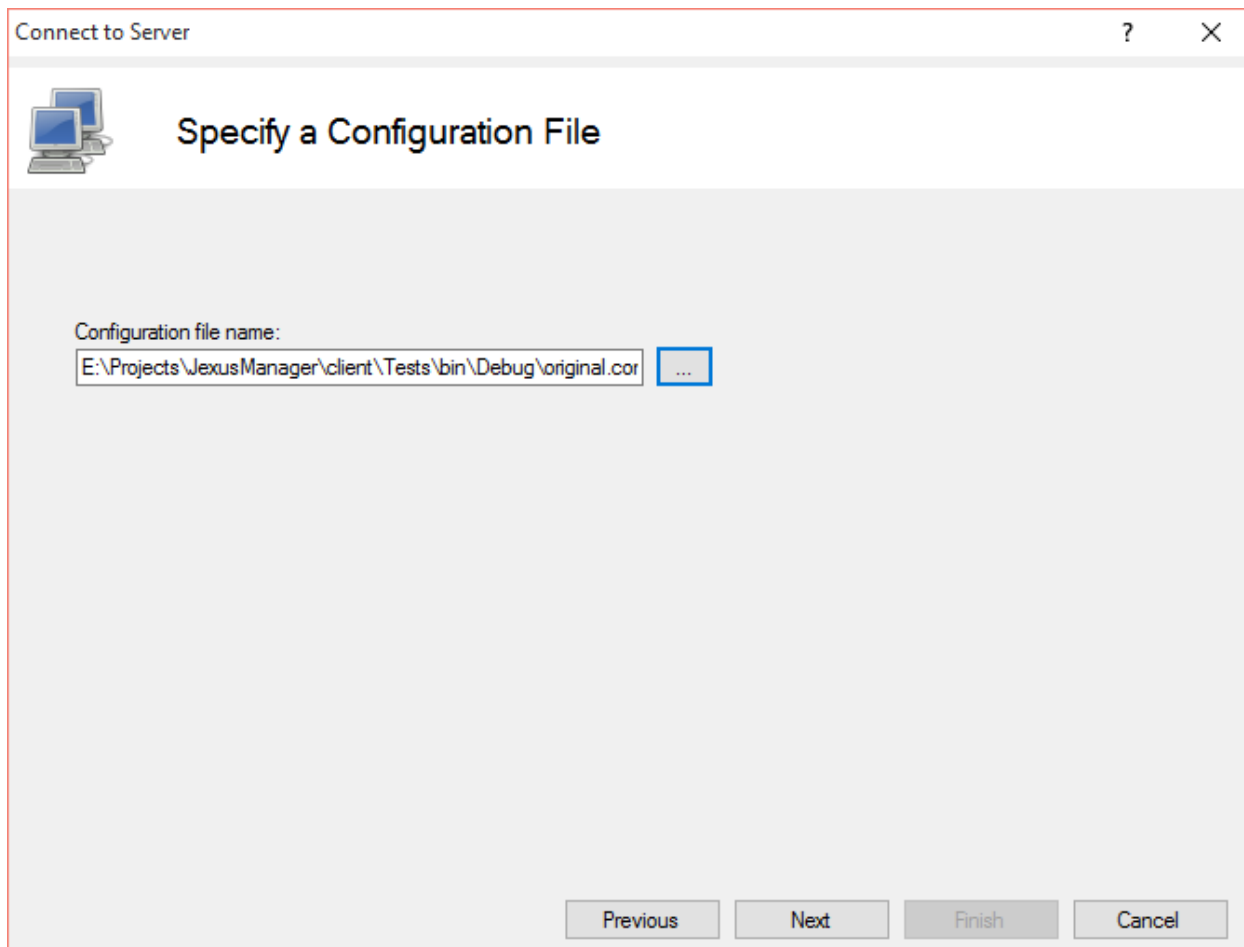 Connect to Server ?
Specify a Configuration File
Configuration file name:
E:\Projects\JexusManager\client\Tests\bin\Debug\original.cor ...
Previous Next Finish Cancel